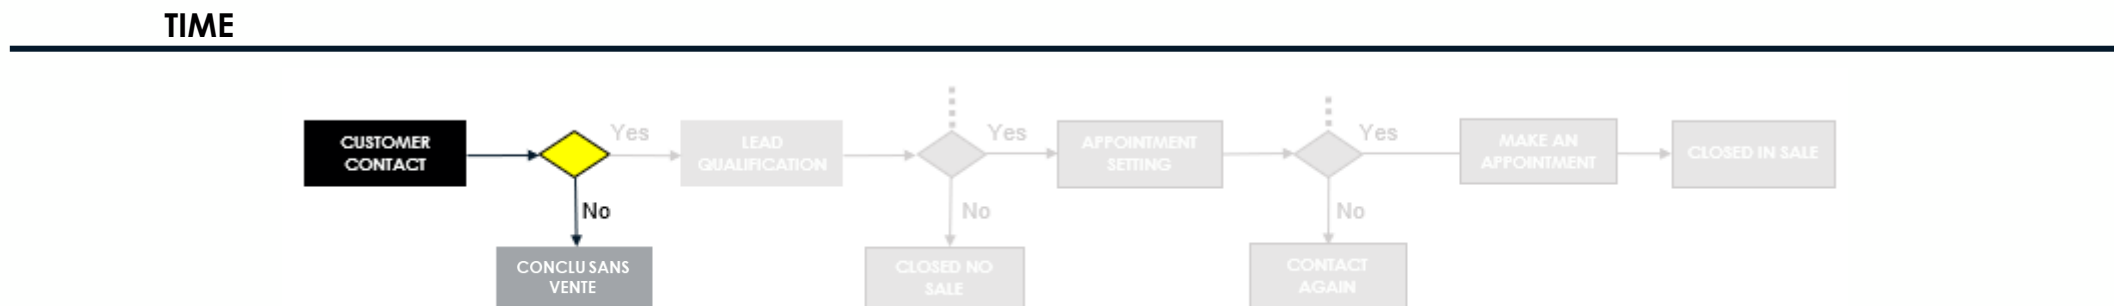 TIME
CUSTOMER
CONTACT
Yes
LEAD
QUALIFICATION
Yes
APPOINTMENT
SETTING
Yes
MAKE AN
APPOINTMENT
CLOSED IN SALE
No
No
No
CONCLU SANS
VENTE
CLOSED NO
SALE
CONTACT
AGAIN